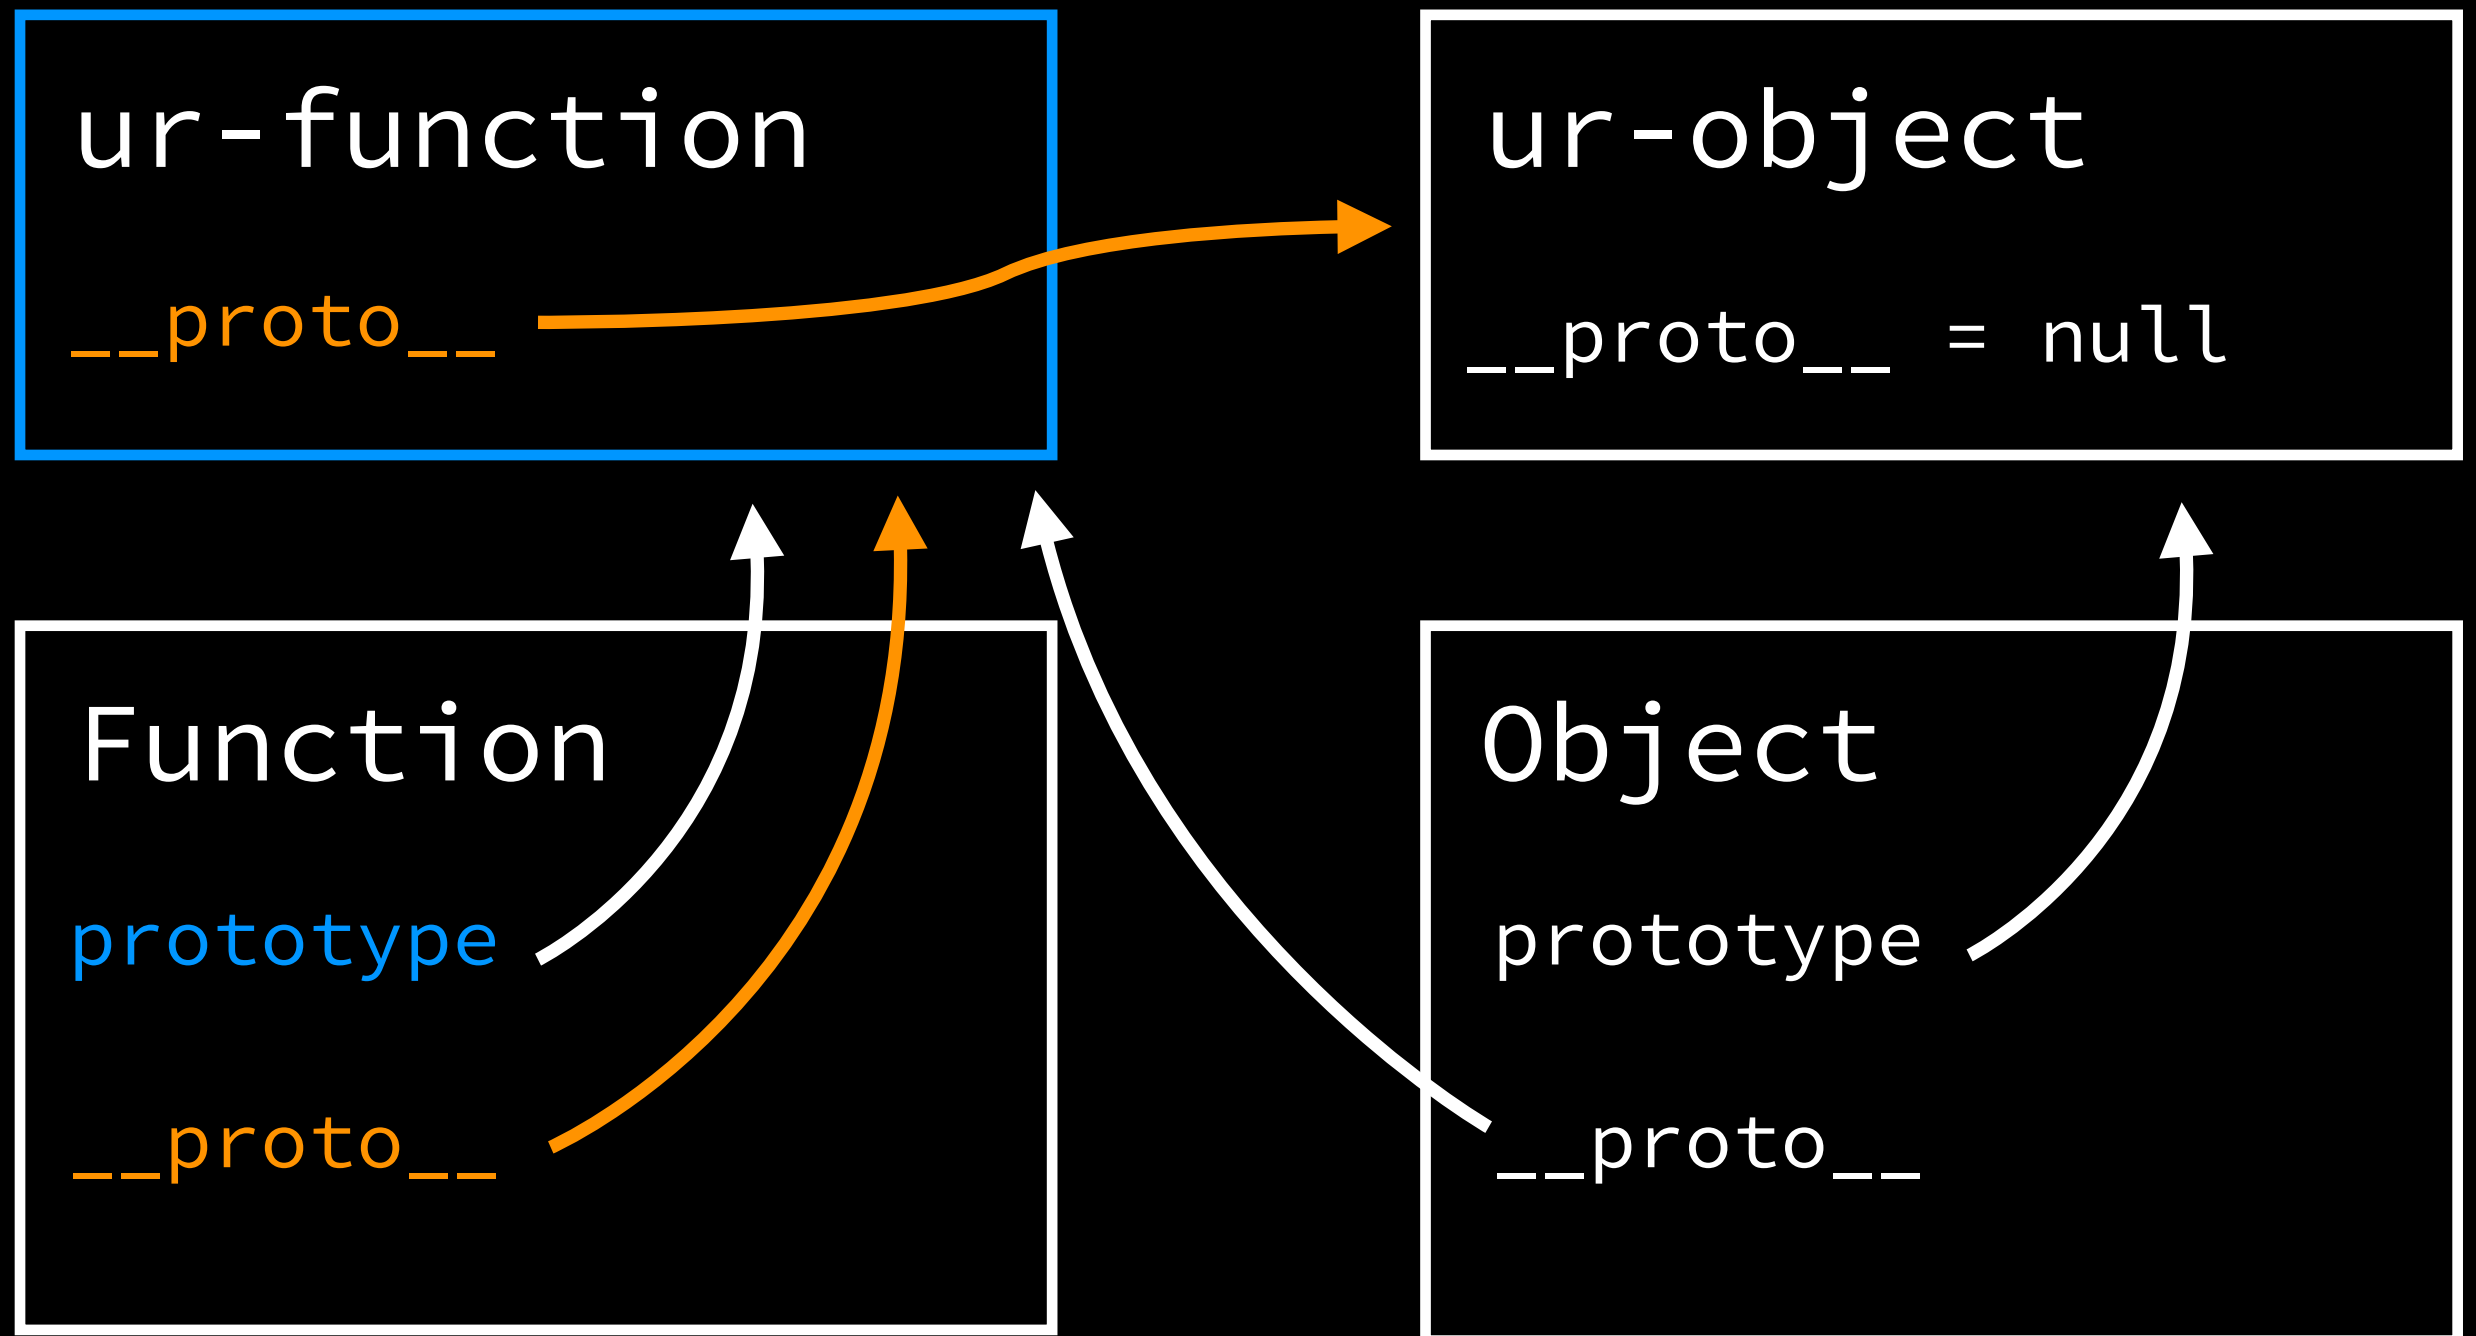 ur-function
__proto__
ur-object
__proto__ = null
Function
prototype
__proto__
Object
prototype
__proto__